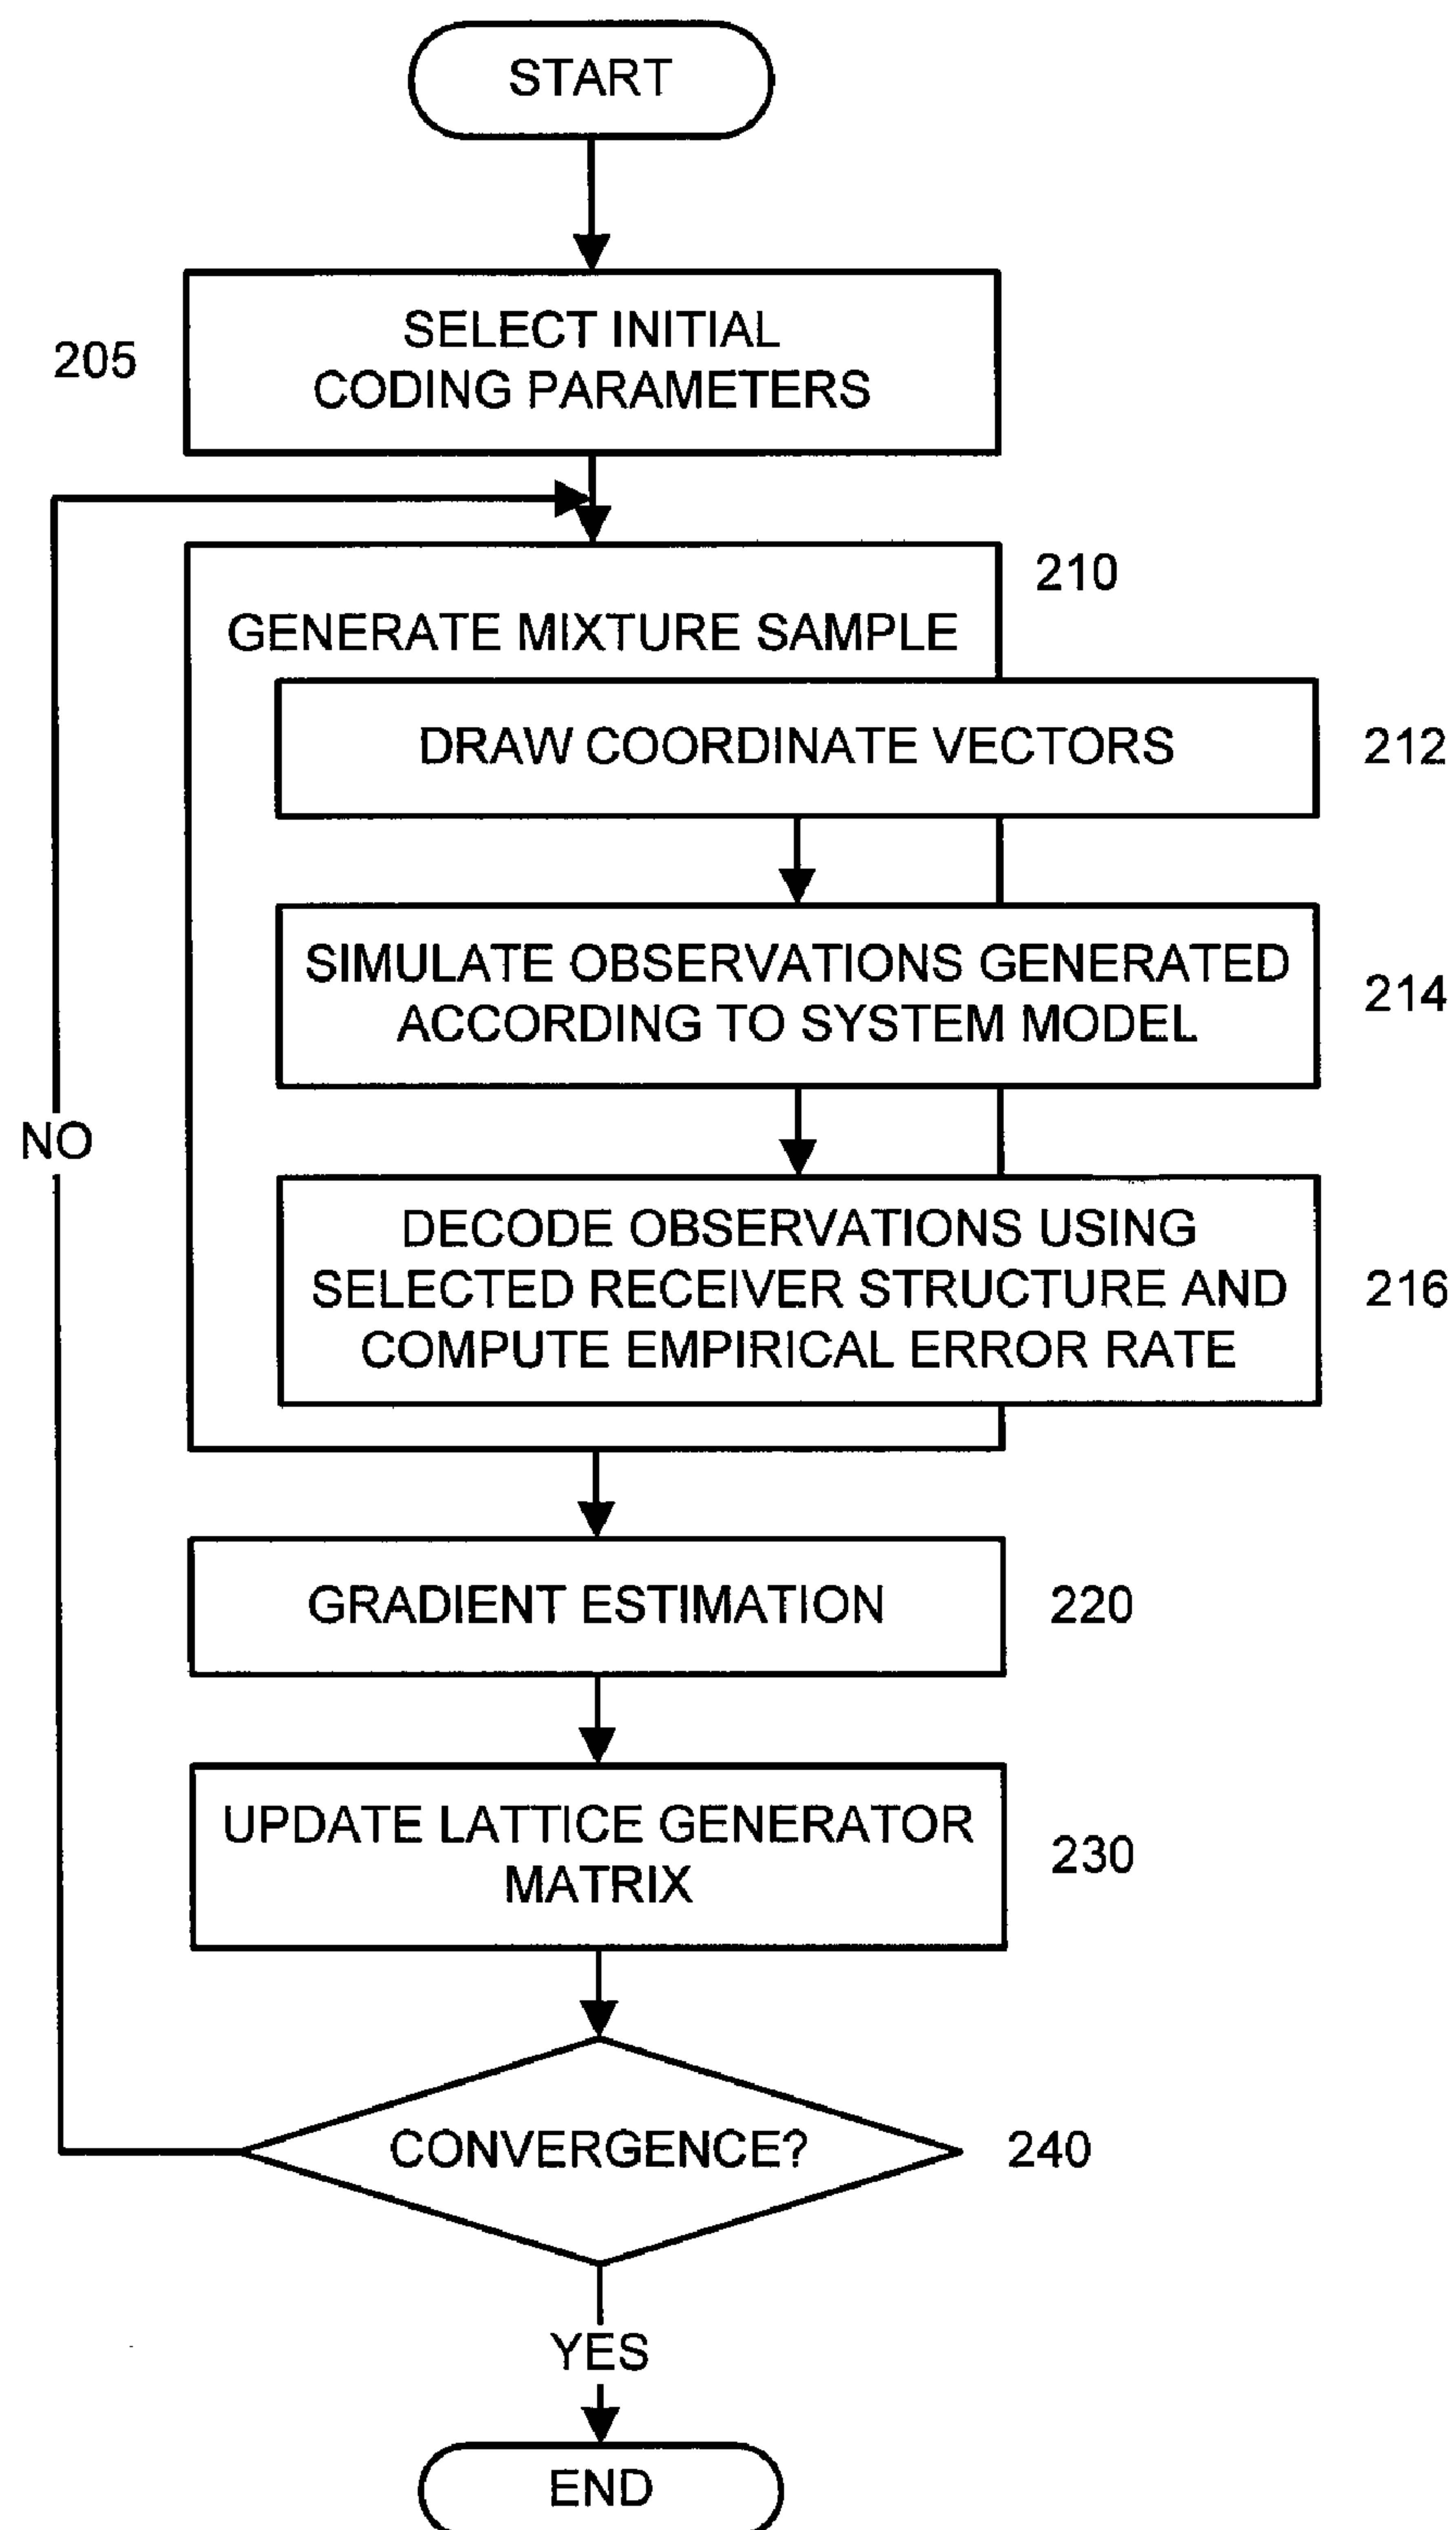 START
205
SELECT INITIAL
CODING PARAMETERS
210
GENERATE MIXTURE SAMPLE
DRAW COORDINATE VECTORS
212
SIMULATE OBSERVATIONS GENERATED
ACCORDING TO SYSTEM MODEL
214
NO
DECODE OBSERVATIONS USING
SELECTED RECEIVER STRUCTURE AND
COMPUTE EMPIRICAL ERROR RATE
216
GRADIENT ESTIMATION
220
UPDATE LATTICE GENERATOR
MATRIX
230
CONVERGENCE?
240
YES
END